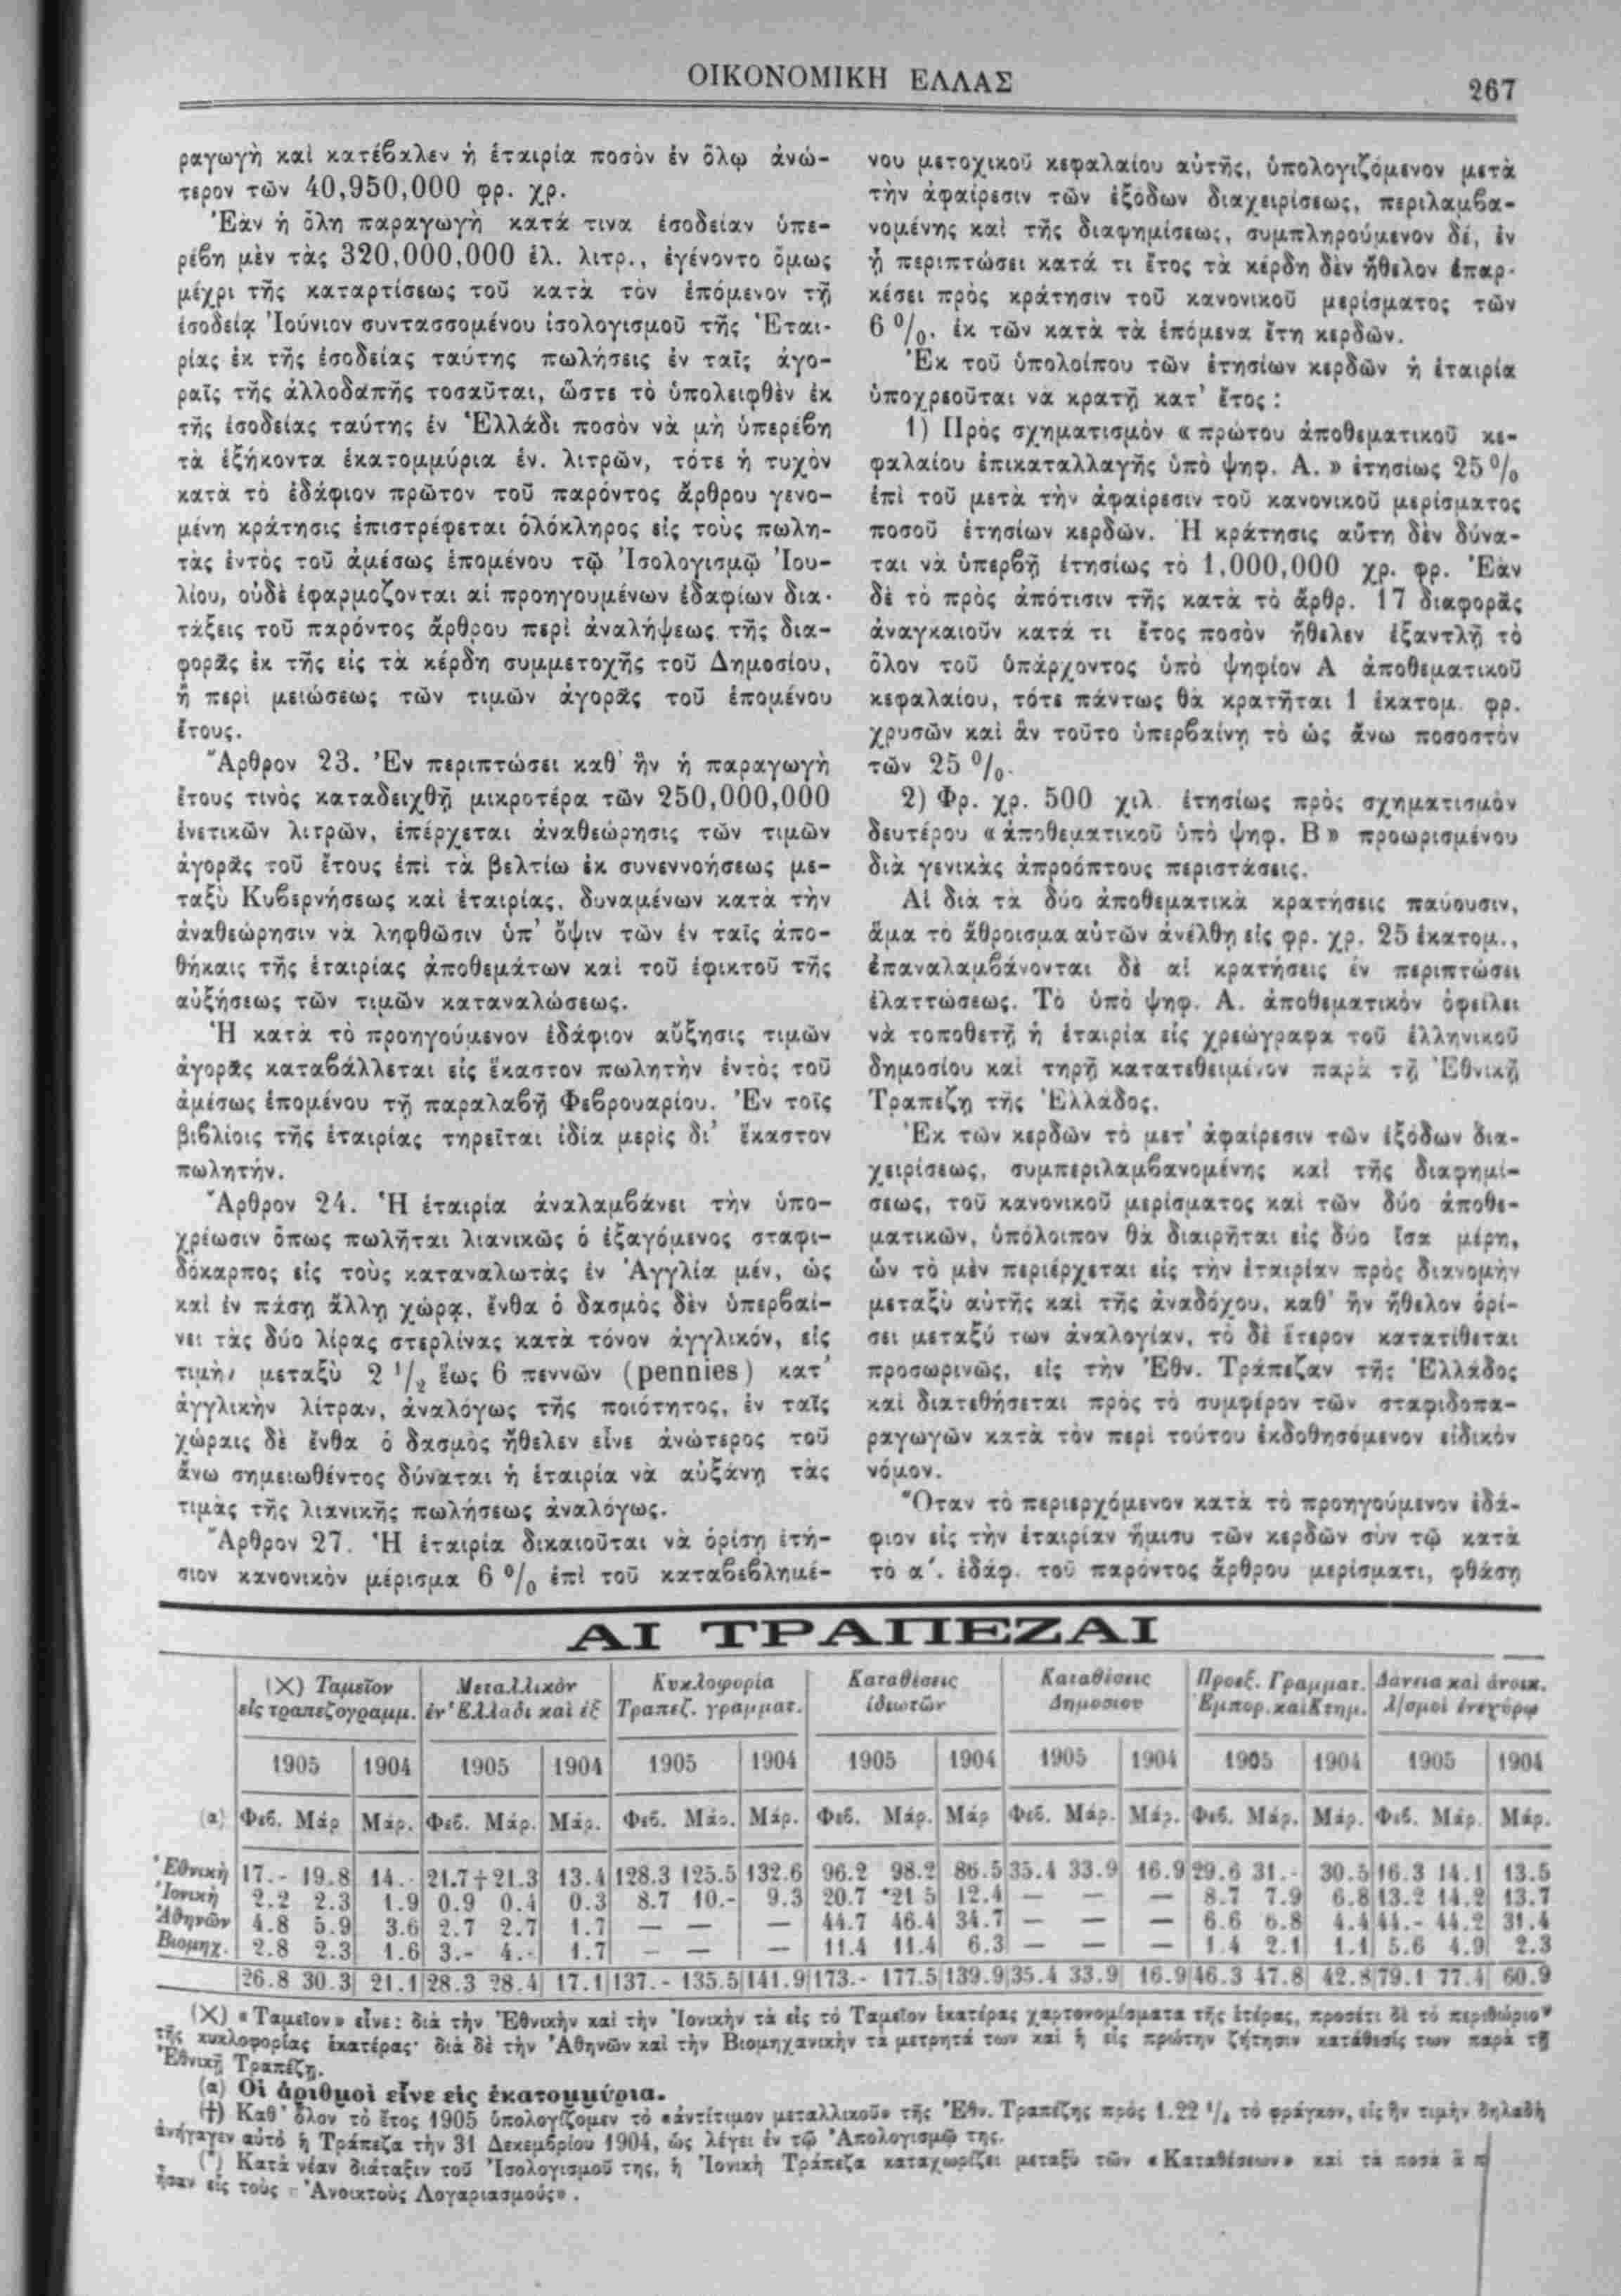 ΟΙΚΟΝΟΜΙΚΗ ΕΛΛΑΣ
267
ραγωγὴ καὶ κατέβαλεν ἡ ἑταιρία ποσὸν ἐν ὅλῳ ἀνώ-
τερον τῶν 40,950,000 φρ. χρ.
Ἐὰν ἡ ὅλη παραγωγὴ κατά τινα ἐσοδείαν ὑπε-
ρέβη μὲν τὰς 320,000,000 ἑλ. λιτρ., ἐγένοντο ὅμως
μέχρι τῆς καταρτίσεως τοῦ κατὰ τὸν ἑπόμενον τῇ
ἐσοδείᾳ Ἰούνιον συντασσομένου ἰσολογισμοῦ τῆς Ἑται-
ρίας ἐκ τῆς ἐσοδείας ταύτης πωλήσεις ἐν ταῖς ἀγο-
ραῖς τῆς ἀλλοδαπῆς τοσαῦται, ὥστε τὸ ὑπολειφθὲν ἐκ
τῆς ἐσοδείας ταύτης ἐν Ἑλλάδι ποσὸν νὰ μὴ ὑπερέβη
τὰ ἑξήκοντα ἑκατομμύρια ἐν. λιτρῶν, τότε ἡ τυχὸν
κατὰ τὸ ἐδάφιον πρῶτον τοῦ παρόντος ἄρθρου γενο-
μένη κράτησις ἐπιστρέφεται ὁλόκληρος εἰς τοὺς πωλη-
τὰς ἐντὸς τοῦ ἀμέσως ἑπομένου τῷ Ἰσολογισμῷ Ἰου-
λίου, οὐδὲ ἐφαρμοζονται αἱ προηγουμένων ἐδαφίων δια-
τάξεις τοῦ παρόντος ἄρθρου περὶ ἀναλήψεως τῆς δια-
φορᾶς ἐκ τῆς εἰς τὰ κέρδη συμμετοχῆς τοῦ Δημοσίου,
ἢ περὶ μειώσεως τῶν τιμῶν ἀγορᾶς τοῦ ἑπομένου
ἔτους.
Ἄρθρον 23. Ἐν περιπτώσει καθ' ἣν ἡ παραγωγὴ
ἔτους τινὸς καταδειχθῇ μικροτέρα τῶν 250,000,000
ἐνετικῶν λιτρῶν, ἐπέρχεται ἀναθεώρησις τῶν τιμῶν
ἀγορᾶς τοῦ ἔτους ἐπὶ τὰ βελτίω ἐκ συνεννοήσεως με-
ταξὺ Κυβερνήσεως καὶ ἑταιρίας, δυναμένων κατὰ τὴν
ἀναθεώρησιν νὰ ληφθῶσιν ὑπ' ὄψιν τῶν ἐν ταῖς ἀπο-
θήκαις τῆς ἑταιρίας ἀποθεμάτων καὶ τοῦ ἐφικτοῦ τῆς
αὐξήσεως τῶν τιμῶν καταναλώσεως.
Ἡ κατὰ τὸ προηγούμενον ἐδάφιον αὔξησις τιμῶν
ἀγορᾶς καταβάλλεται εἰς ἕκαστον πωλητὴν ἐντὸς τοῦ
ἀμέσως ἑπομένου τῇ παραλαβῇ Φεβρουαρίου. Ἐν τοῖς
βιβλίοις τῆς ἑταιρίας τηρεῖται ἰδία μερὶς δι' ἕκαστον
πωλητήν.
Ἄρθρον 24. Ἡ ἑταιρία ἀναλαμβάνει τὴν ὑπο-
χρέωσιν ὅπως πωλῆται λιανικῶς ὁ ἐξαγόμενος σταφι-
δόκαρπος εἰς τοὺς καταναλωτὰς ἐν Ἀγγλία μέν, ὡς
καὶ ἐν πάσῃ ἄλλῃ χώρᾳ, ἔνθα ὁ δασμὸς δὲν ὑπερβαί-
νει τὰς δύο λίρας στερλίνας κατὰ τόνον ἀγγλικόν, εἰς
τιμὴν μεταξὺ 2 1/2 ἕως 6 πεννῶν (pennies) κατ'
ἀγγλικὴν λίτραν, ἀναλόγως τῆς ποιότητος, ἐν ταῖς
χώραις δὲ ἔνθα ὁ δασμὸς ἤθελεν εἶνε ἀνώτερος τοῦ
ἄνω σημειωθέντος δύναται ἡ ἑταιρία νὰ αὐξάνῃ τὰς
τιμὰς τῆς λιανικῆς πωλήσεως ἀναλόγως.
Ἄρθρον 27. Ἡ ἑταιρία δικαιοῦται νὰ ὁρίσῃ ἐτή-
σιον κανονικὸν μέρισμα 6 % ἐπὶ τοῦ καταβεβλημέ-
νου μετοχικοῦ κεφαλαίου αὐτῆς, ὑπολογιζόμενον μετὰ
τὴν ἀφαίρεσιν τῶν ἐξόδων διαχειρίσεως, περιλαμβα-
νομένης καὶ τῆς διαφημίσεως, συμπληρούμενον δέ, ἐν
ᾗ περιπτώσει κατά τι ἔτος τὰ κέρδη δὲν ἤθελον ἐπαρ-
κέσει πρὸς κράτησιν τοῦ κανονικοῦ μερίσματος τῶν
6 %. ἐκ τῶν κατὰ τὰ ἑπόμενα ἔτη κερδῶν.
Ἐκ τοῦ ὑπολοίπου τῶν ἐτησίων κερδῶν ἡ ἑταιρία
ὑποχρεοῦται να κρατῇ κατ' ἔτος :
1) Πρὸς σχηματισμὸν « πρώτου ἀποθεματικοῦ κε-
φαλαίου ἐπικαταλλαγῆς ὑπὸ ψηφ. Α. » ἐτησίως 25 %
ἐπὶ τοῦ μετὰ τὴν ἀφαίρεσιν τοῦ κανονικοῦ μερίσματος
ποσοῦ ἐτησίων κερδῶν. Ἡ κράτησις αὕτη δὲν δύνα-
ται νὰ ὑπερβῇ ἐτησίως τὸ 1,000,000 χρ. φρ. Ἐὰν
δὲ τὸ πρὸς ἀπότισιν τῆς κατὰ τὸ ἄρθρ. 17 διαφορᾶς
ἀναγκαιοῦν κατά τι ἔτος ποσὸν ἤθελεν ἐξαντλῇ τὸ
ὅλον τοῦ ὑπάρχοντος ὑπὸ ψηφίον Α ἀποθεματικοῦ
κεφαλαίου, τότε πάντως θὰ κρατῆται 1 ἑκατομ. φρ.
χρυσῶν καὶ ἂν τοῦτο ὑπερβαίνῃ τὸ ὡς ἄνω ποσοστὸν
τῶν 25 %.
2) Φρ. χρ. 500 χιλ. ἐτησίως πρὸς σχηματισμὸν
δευτέρου « ἀποθεματικοῦ ὑπὸ ψηφ. Β » προωρισμένου
διὰ γενικὰς ἀπροόπτους περιστάσεις.
Αἱ διὰ τὰ δύο ἀποθεματικὰ κρατήσεις παύουσιν,
ἅμα τὸ ἄθροισμα αὐτῶν ἀνέλθῃ εἰς φρ. χρ. 25 ἑκατομ.,
ἐπαναλαμβάνονται δὲ αἱ κρατήσεις ἐν περιπτώσει
ἐλαττώσεως. Τὸ ὑπὸ ψηφ. Α. ἀποθεματικὸν ὀφείλει
νὰ τοποθετῇ ἡ ἑταιρία εἰς χρεώγραφα τοῦ ἑλληνικοῦ
δημοσίου καὶ τηρῇ κατατεθειμένον παρὰ τῇ Ἐθνικῇ
Τραπέζῃ τῆς Ἑλλάδος.
Ἐκ τῶν κερδῶν τὸ μετ' ἀφαίρεσιν τῶν ἐξόδων δια-
χειρίσεως, συμπεριλαμβανομένης καὶ τῆς διαφημί-
σεως, τοῦ κανονικοῦ μερίσματος καὶ τῶν δύο ἀποθε-
ματικῶν, ὑπόλοιπον θὰ διαιρῆται εἰς δύο ἴσα μέρη,
ὧν τὸ μὲν περιέρχεται εἰς τὴν ἑταιρίαν πρὸς διανομὴν
μεταξὺ αὐτῆς καὶ τῆς ἀναδόχου, καθ' ἣν ἤθελον ὁρί-
σει μεταξύ των ἀναλογίαν, τὸ δὲ ἕτερον κατατίθεται
προσωρινῶς, εἰς τὴν Ἐθν. Τράπεζαν τῆς Ἑλλάδος
καὶ διατεθήσεται πρὸς τὸ συμφέρον τῶν σταφιδοπα-
ραγωγῶν κατὰ τὸν περὶ τούτου ἐκδοθησόμενον εἰδικὸν
νόμον.
Ὅταν τὸ περιερχόμενον κατὰ τὸ προηγούμενον ἐδά-
φιον εἰς τὴν ἑταιρίαν ἥμισυ τῶν κερδῶν σὺν τῷ κατὰ
τὸ α'. ἐδάφ. τοῦ παρόντος ἄρθρου μερίσματι, φθάσῃ
ΑΙ ΤΡΑΠΕΖΑΙ
(Χ) Ταμεῖον Μεταλλικὸν Κυκλοφορία Καταθέσεις Καταθέσεις Προεξ. Γραμματ. Δάνεια καὶ ἀνοικ.
εἰς τραπεζογραμμ. ἐν Ἑλλάδι καὶ ἐξ Τραπεζ. γραμματ. ἰδιωτῶν Δημοσίου Ἐμπορ. καὶ Κτημ. λ/σμοὶ ἐνεχύρῳ
1905 1904 1905 1904 1905 1904 1905 1904 1905 1904 1905 1904 1905 1904
(α) Φεβ. Μάρ Μάρ. Φεβ. Μάρ. Μάρ. Φεβ. Μάρ. Μάρ. Φεβ. Μάρ. Μάρ Φεβ. Μάρ. Μάρ. Φεβ. Μάρ. Μάρ. Φεβ. Μάρ. Μάρ.
Ἐθνικὴ 17.- 19.8 14.- 21.7 † 21.3 13.4 128.3 125.5 132.6 96.2 98.2 86.5 35.4 33.9 16.9 29.6 31.- 30.5 16.3 14.1 13.5
Ἰονικὴ 2.2 2.3 1.9 0.9 0.4 0.3 8.7 10.- 9.3 20.7 *21 5 12.4 — — — 8.7 7.9 6.8 13.2 14.2 13.7
Ἀθηνῶν 4.8 5.9 3.6 2.7 2.7 1.7 — — — 44.7 46.4 34.7 — — — 6.6 6.8 4.4 44.- 44.2 31.4
Βιομηχ. 2.8 2.3 1.6 3.- 4.- 1.7 — — — 11.4 11.4 6.3 — — — 1.4 2.1 1.1 5.6 4.9 2.3
26.8 30.3 21.1 28.3 28.4 17.1 137.- 135.5 141.9 173.- 177.5 139.9 35.4 33.9 16.9 46.3 47.8 42.8 79.1 77.4 60.9
(Χ) «Ταμεῖον» εἶνε: διὰ τὴν Ἐθνικὴν καὶ τὴν Ἰονικὴν τὰ εἰς τὸ Ταμεῖον ἑκατέρας χαρτονομίσματα τῆς ἑτέρας, προσέτι δὲ τὸ περιθώριον
τῆς κυκλοφορίας ἑκατέρας· διὰ δὲ τὴν Ἀθηνῶν καὶ τὴν Βιομηχανικὴν τὰ μετρητά των καὶ ἡ εἰς πρώτην ζήτησιν κατάθεσίς των παρὰ τῇ
Ἐθνικῇ Τραπέζῃ.
(α) Οἱ ἀριθμοὶ εἶνε εἰς ἑκατομμύρια.
(†) Καθ' ὅλον τὸ ἔτος 1905 ὑπολογίζομεν τὸ «ἀντίτιμον μεταλλικοῦ» τῆς Ἐθν. Τραπέζης πρὸς 1.22 1/4 τὸ φράγκον, εἰς ἣν τιμὴν δηλαδὴ
ἀνήγαγεν αὐτὸ ἡ Τράπεζα τὴν 31 Δεκεμβρίου 1904, ὡς λέγει ἐν τῷ Ἀπολογισμῷ της.
(*) Κατὰ νέαν διάταξιν τοῦ Ἰσολογισμοῦ της, ἡ Ἰονικὴ Τράπεζα καταχωρίζει μεταξὺ τῶν «Καταθέσεων» καὶ τὰ ποσὰ ἃ
ἦσαν εἰς τοὺς «Ἀνοικτοὺς Λογαριασμούς».